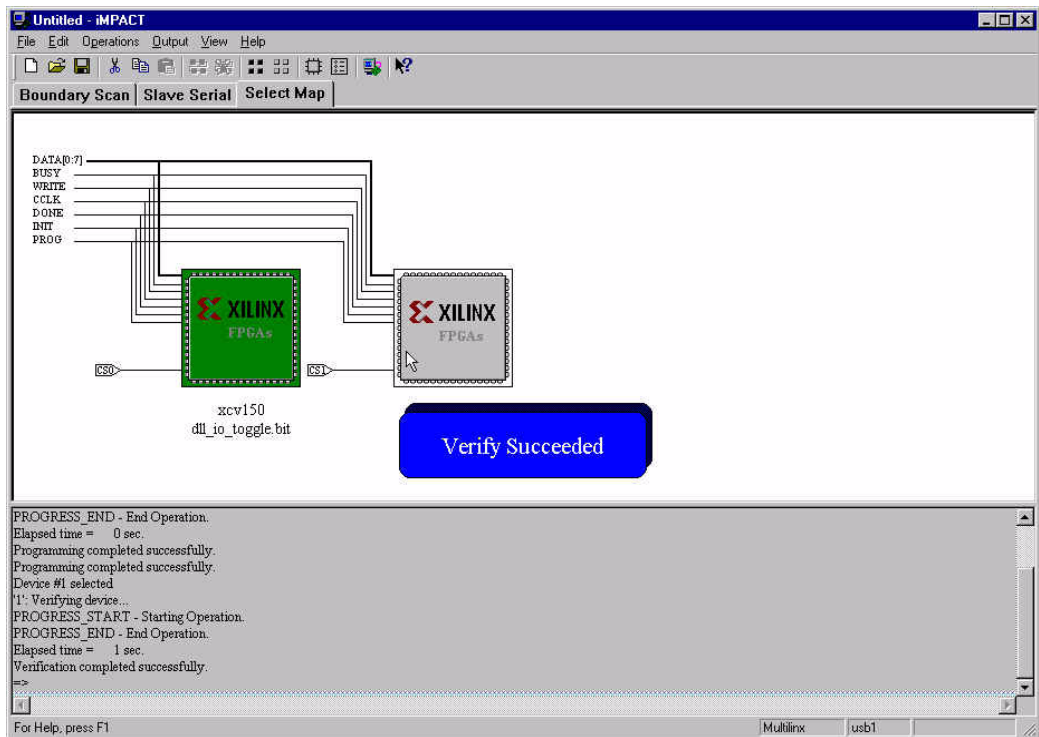 Untitled - iMPACT
File Edit Operations Output View Help
Boundary Scan Slave Serial Select Map
DATA[0:7]
BUSY
WRITE
CCLK
DONE
INIT
PROG
XILINX
FPGAs
XILINX
FPGAs
CS0
CS1
xcv150
dll_io_toggle.bit
Verify Succeeded
PROGRESS_END - End Operation.
Elapsed time = 0 sec.
Programming completed successfully.
Programming completed successfully.
Device #1 selected
'1': Verifying device...
PROGRESS_START - Starting Operation.
PROGRESS_END - End Operation.
Elapsed time = 1 sec.
Verification completed successfully.
=>
For Help, press F1 Multilinx usb1